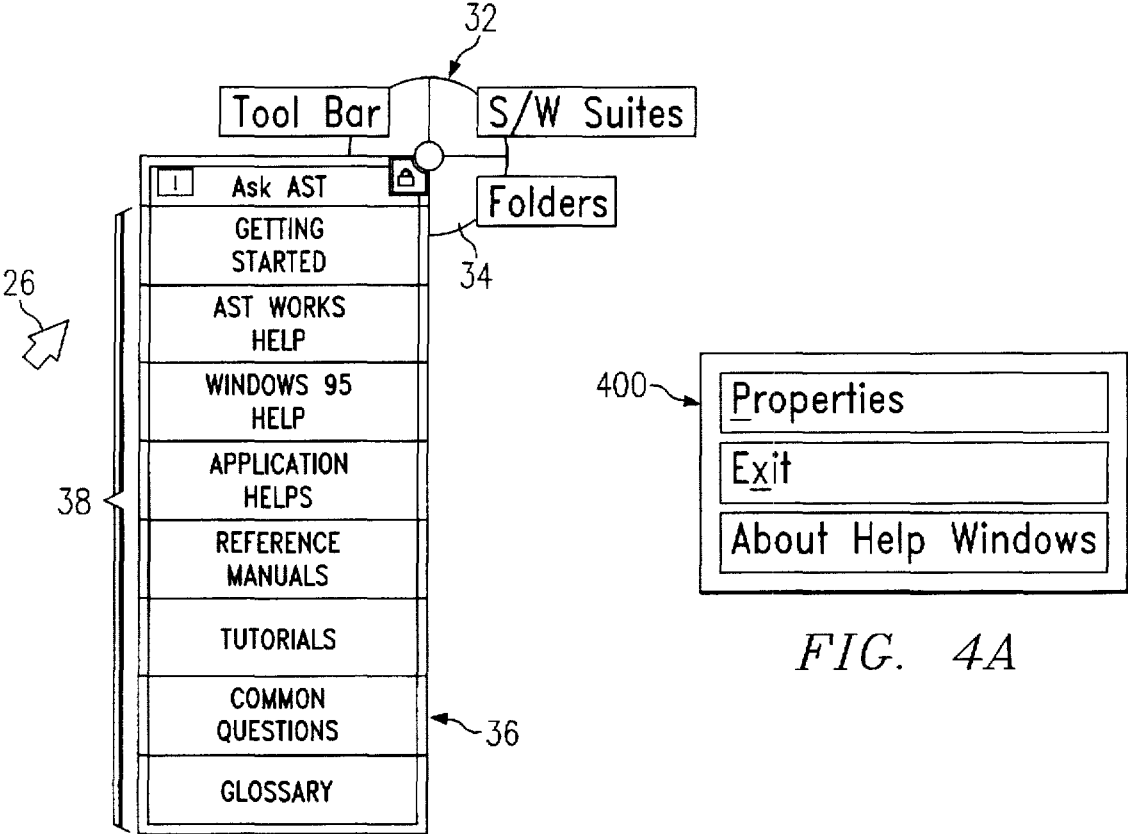 32
Tool Bar
S/W Suites
Ask AST
Folders
34
GETTING
STARTED
26
AST WORKS
HELP
WINDOWS 95
HELP
APPLICATION
HELPS
38
REFERENCE
MANUALS
TUTORIALS
COMMON
QUESTIONS
36
GLOSSARY
400
Properties
Exit
About Help Windows
FIG. 4A